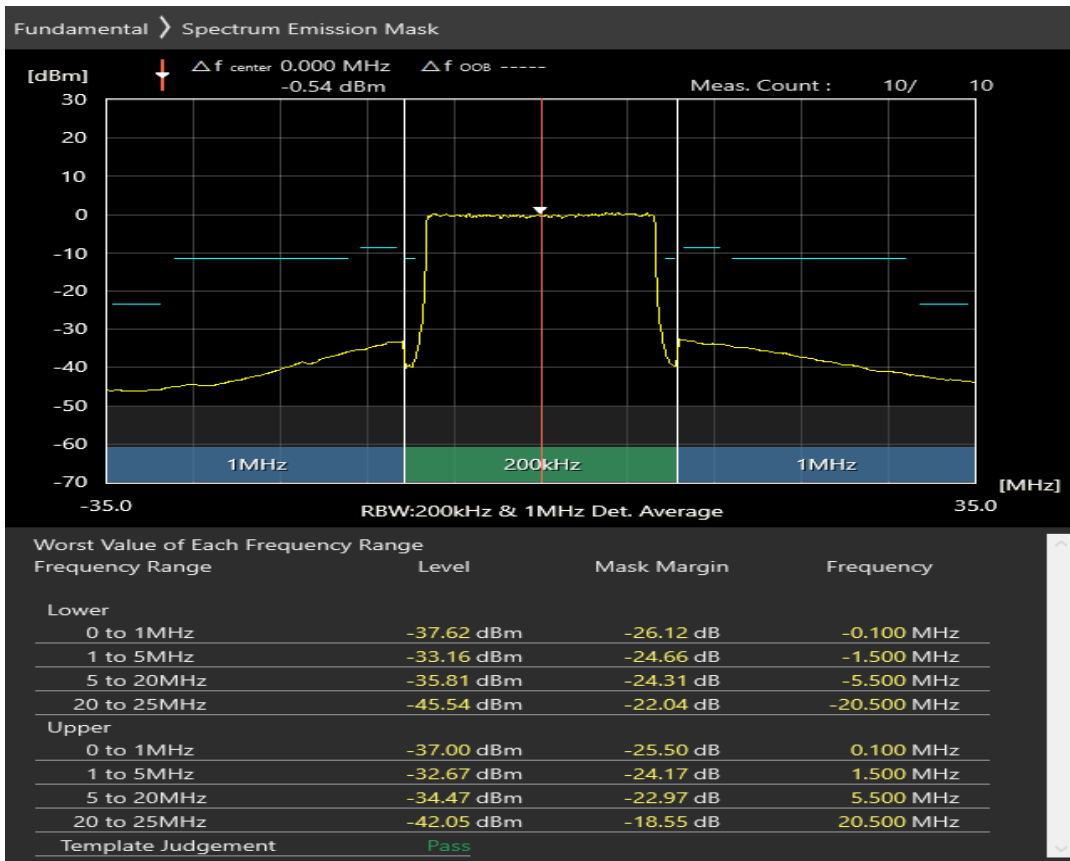 Fundamental ❯ Spectrum Emission Mask
[dBm]
△f center 0.000 MHz △f OOB -----
-0.54 dBm
Meas. Count : 10/ 10
30
20
10
0
-10
-20
-30
-40
-50
-60
-70
1MHz 200kHz 1MHz
[MHz]
-35.0 RBW:200kHz & 1MHz Det. Average 35.0
Worst Value of Each Frequency Range
Frequency Range Level Mask Margin Frequency
Lower
0 to 1MHz -37.62 dBm -26.12 dB -0.100 MHz
1 to 5MHz -33.16 dBm -24.66 dB -1.500 MHz
5 to 20MHz -35.81 dBm -24.31 dB -5.500 MHz
20 to 25MHz -45.54 dBm -22.04 dB -20.500 MHz
Upper
0 to 1MHz -37.00 dBm -25.50 dB 0.100 MHz
1 to 5MHz -32.67 dBm -24.17 dB 1.500 MHz
5 to 20MHz -34.47 dBm -22.97 dB 5.500 MHz
20 to 25MHz -42.05 dBm -18.55 dB 20.500 MHz
Template Judgement Pass